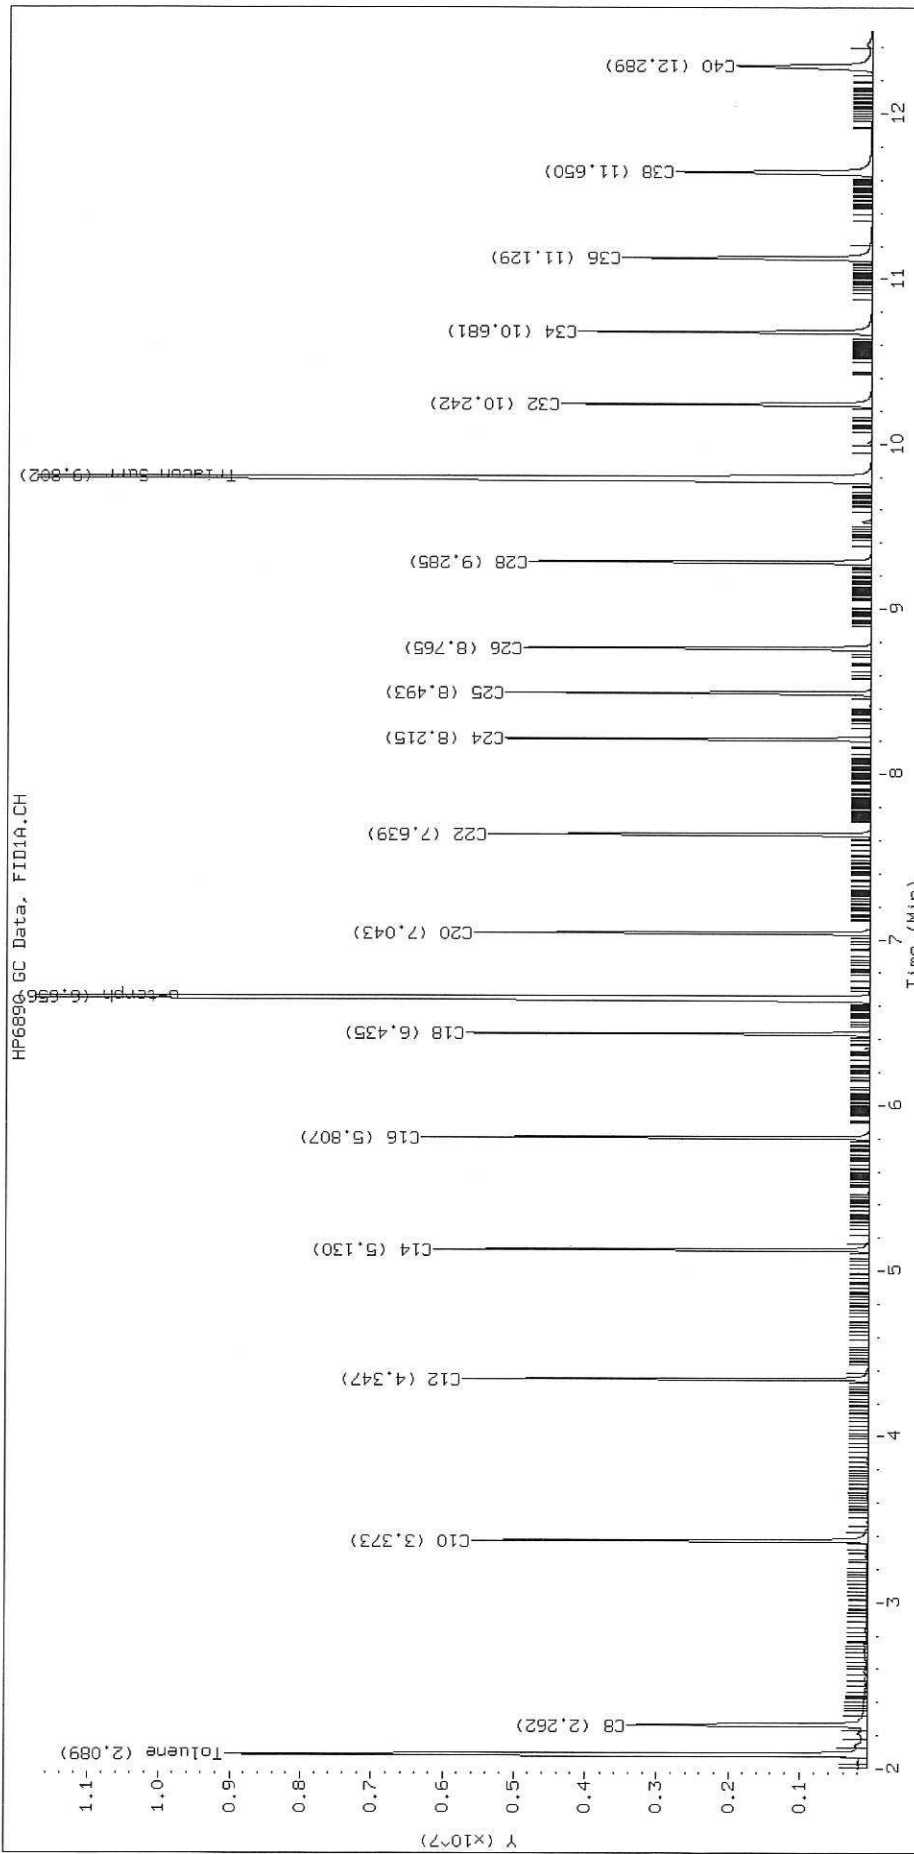 HP6890 GC Data, FID1A.CH
Y (x10^7)
1.1
1.0
0.9
0.8
0.7
0.6
0.5
0.4
0.3
0.2
0.1
Toluene (2.089)
C8 (2.262)
C10 (3.373)
C12 (4.347)
C14 (5.130)
C16 (5.807)
C18 (6.435)
o-terph (6.656)
C20 (7.043)
C22 (7.639)
C24 (8.215)
C25 (8.493)
C26 (8.765)
C28 (9.285)
Triacon Surr (9.802)
C32 (10.242)
C34 (10.681)
C36 (11.129)
C38 (11.650)
C40 (12.289)
2
3
4
5
6
7
8
9
10
11
12
Time (Min)